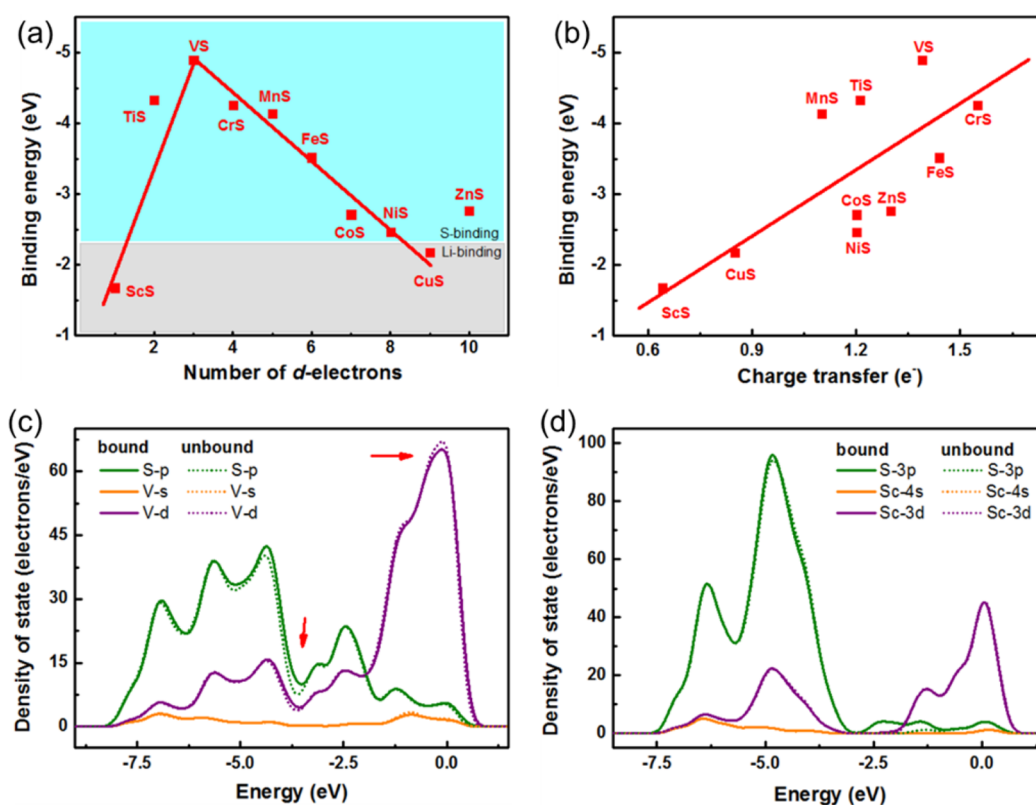 (a)
Binding energy (eV)
-5
-4
-3
-2
-1
VS
TiS
CrS
MnS
FeS
CoS
NiS
ZnS
S-binding
Li-binding
CuS
ScS
2
4
6
8
10
Number of d-electrons
(b)
Binding energy (eV)
-5
-4
-3
-2
-1
VS
TiS
MnS
CrS
FeS
CoS
ZnS
NiS
CuS
ScS
0.6
0.9
1.2
1.5
Charge transfer (e⁻)
(c)
Density of state (electrons/eV)
60
45
30
15
0
bound unbound
S-p S-p
V-s V-s
V-d V-d
-7.5
-5.0
-2.5
0.0
Energy (eV)
(d)
Density of state (electrons/eV)
100
80
60
40
20
0
bound unbound
S-3p S-3p
Sc-4s Sc-4s
Sc-3d Sc-3d
-7.5
-5.0
-2.5
0.0
Energy (eV)